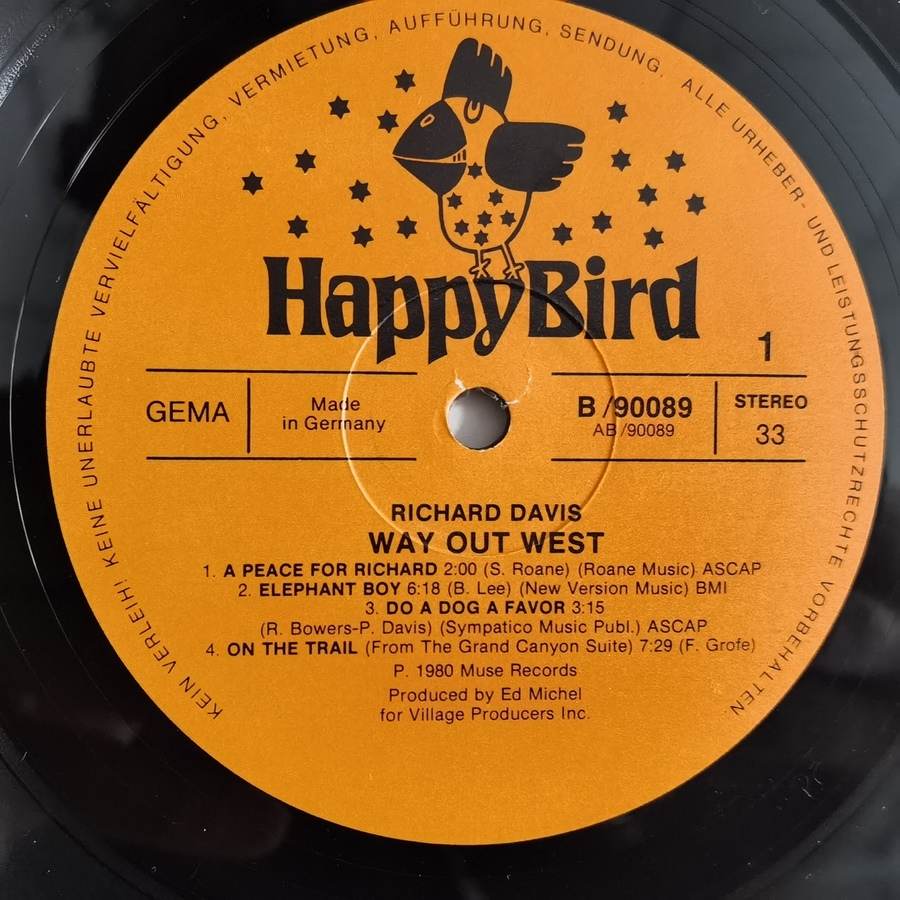 KEIN VERLEIH! KEINE UNERLAUBTE VERVIELFÄLTIGUNG, VERMIETUNG, AUFFÜHRUNG, SENDUNG, ALLE URHEBER- UND LEISTUNGSSCHUTZRECHTE VORBEHALTEN
HappyBird
1
GEMA
Made
in Germany
B/90089
AB/90089
STEREO
33
RICHARD DAVIS
WAY OUT WEST
1. A PEACE FOR RICHARD 2:00 (S. Roane) (Roane Music) ASCAP
2. ELEPHANT BOY 6:18 (B. Lee) (New Version Music) BMI
3. DO A DOG A FAVOR 3:15
(R. Bowers-P. Davis) (Sympatico Music Publ.) ASCAP
4. ON THE TRAIL (From The Grand Canyon Suite) 7:29 (F. Grofe)
P. 1980 Muse Records
Produced by Ed Michel
for Village Producers Inc.